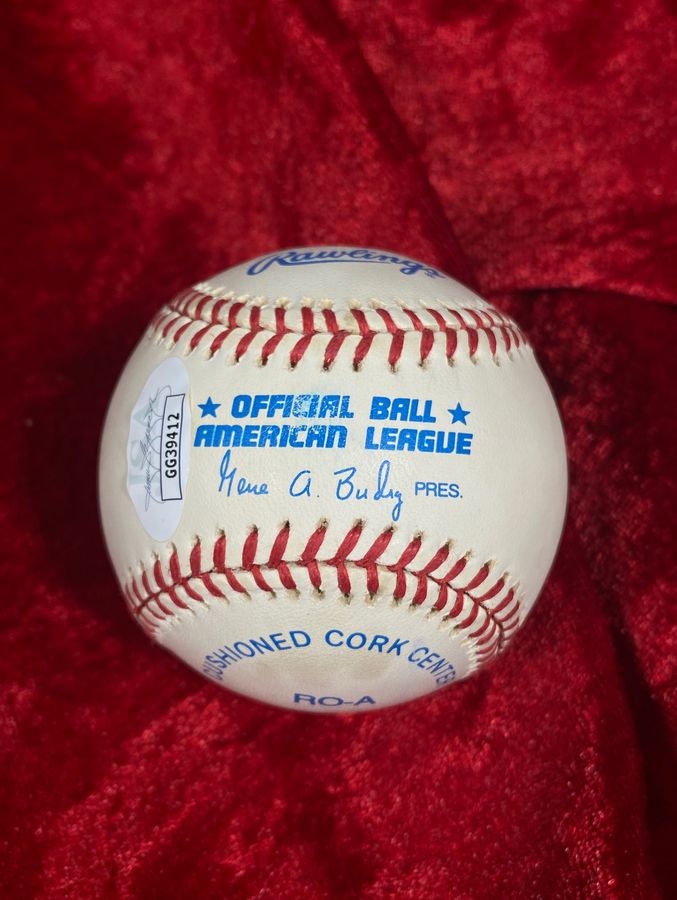 Rawlings
★ OFFICIAL BALL ★
AMERICAN LEAGUE
Gene A. Budig PRES.
GG39412
CUSHIONED CORK CENTER
RO-A